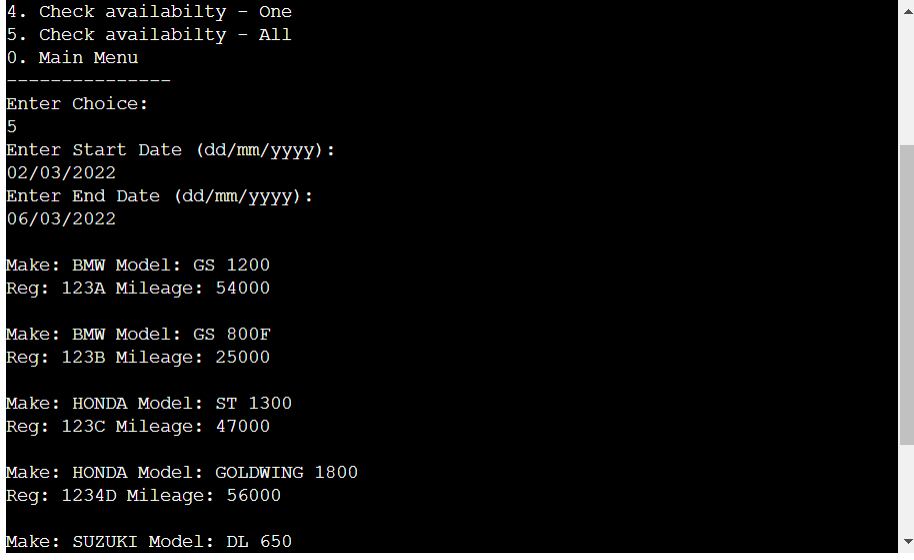 4. Check availabilty - One
5. Check availabilty - All
0. Main Menu
---------------
Enter Choice:
5
Enter Start Date (dd/mm/yyyy):
02/03/2022
Enter End Date (dd/mm/yyyy):
06/03/2022
Make: BMW Model: GS 1200
Reg: 123A Mileage: 54000
Make: BMW Model: GS 800F
Reg: 123B Mileage: 25000
Make: HONDA Model: ST 1300
Reg: 123C Mileage: 47000
Make: HONDA Model: GOLDWING 1800
Reg: 1234D Mileage: 56000
Make: SUZUKI Model: DL 650